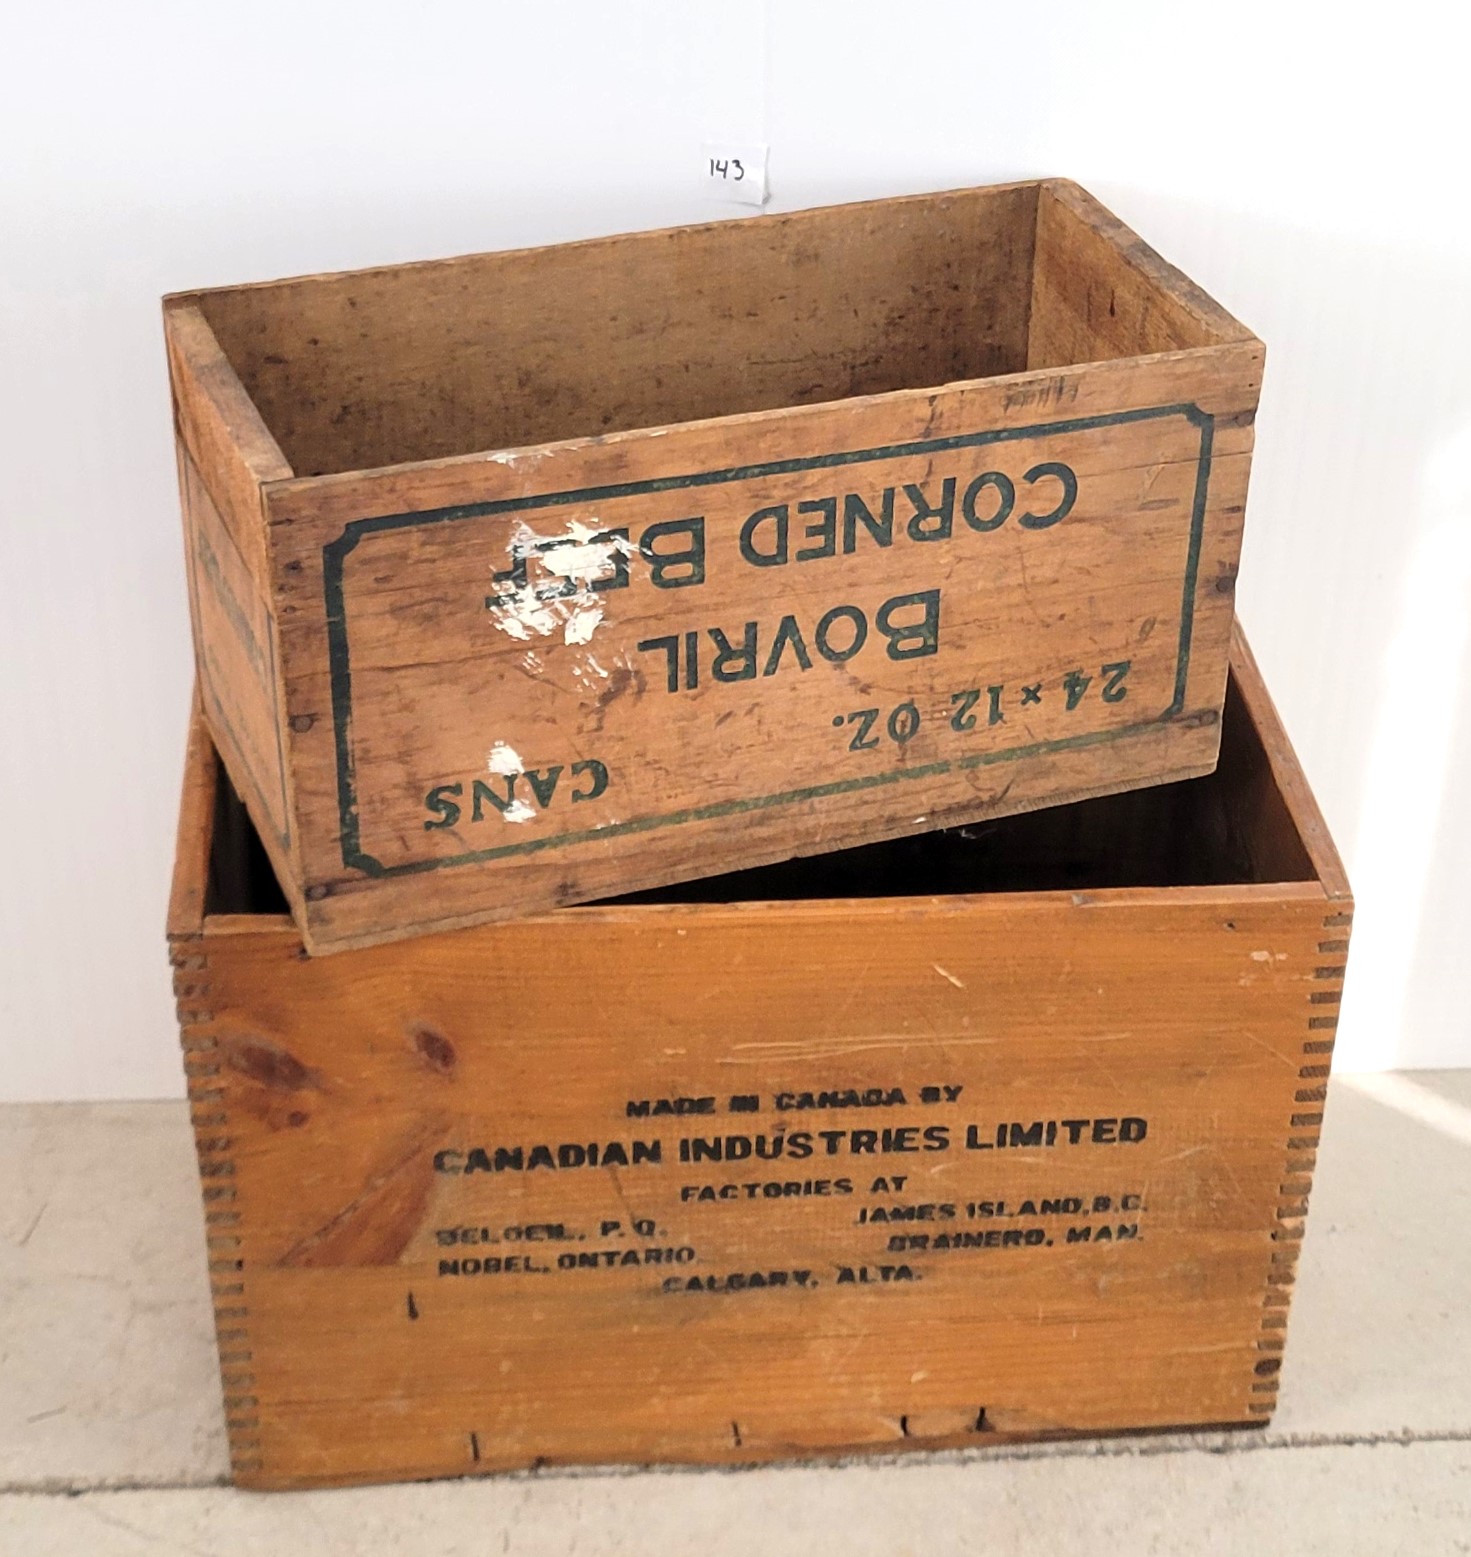 143
CORNED BEEF
BOVRIL
24 × 12 OZ. CANS
MADE IN CANADA BY
CANADIAN INDUSTRIES LIMITED
FACTORIES AT
BELOEIL, P. Q. JAMES ISLAND, B.C.
NOBEL, ONTARIO. BRAINERD, MAN.
CALGARY, ALTA.